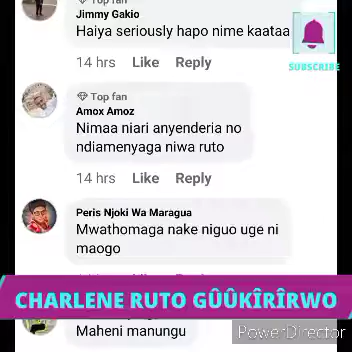 Top fan
Jimmy Gakio
Haiya seriously hapo nime kaataa
SUBSCRIBE
14 hrs Like Reply
Top fan
Amox Amoz
Nimaa niari anyenderia no
ndiamenyaga niwa ruto
14 hrs Like Reply
Peris Njoki Wa Maragua
Mwathomaga nake niguo uge ni
maogo
CHARLENE RUTO GÛÛKÎRÎRWO
Maheni manungu
PowerDirector